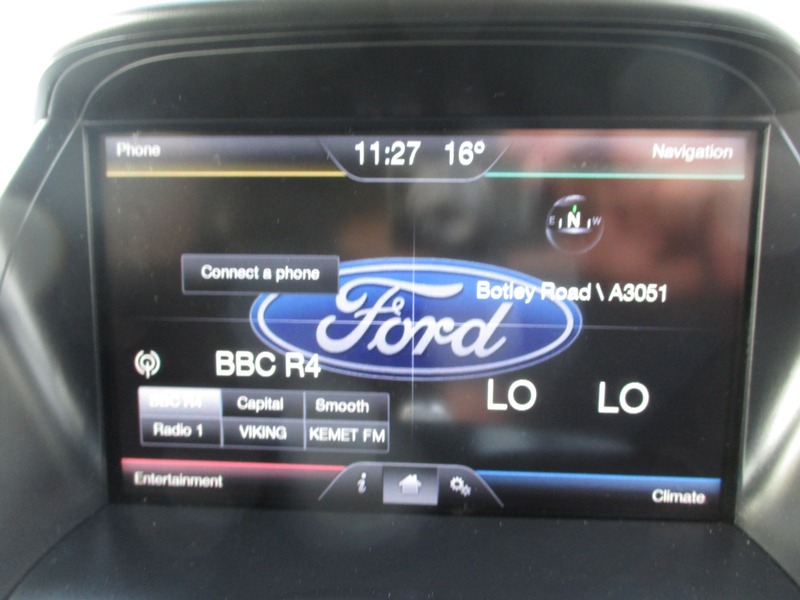 Phone
11:27 16°
Navigation
E N W
Connect a phone
Botley Road \ A3051
Ford
BBC R4
LO LO
BBC R4 Capital Smooth
Radio 1 VIKING KEMET FM
Entertainment
i
Climate